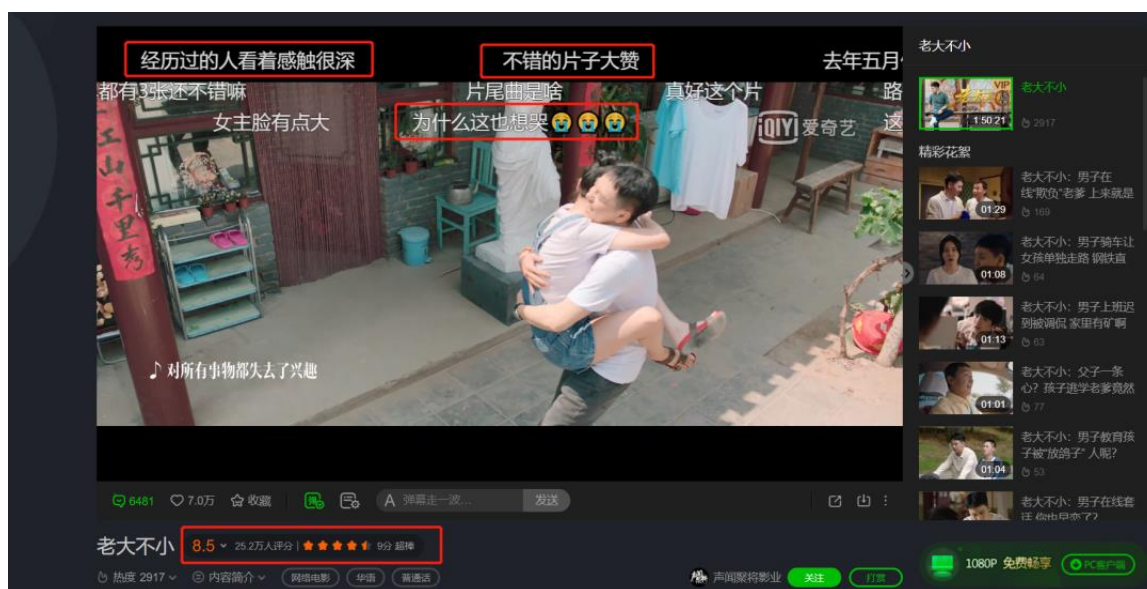 经历过的人看着感触很深
不错的片子大赞
去年五月
都有3张还不错嘛
片尾曲是啥
真好这个片
路
女主脸有点大
为什么这也想哭😭😭😭
iQIYI 爱奇艺
这
江山千里秀
♪ 对所有事物都失去了兴趣
6481
7.0万
收藏
弹
A 弹幕走一波...
发送
老大不小
8.5
25.2万人评分
9分 超棒
热度 2917
内容简介
网络电影
华语
普通话
声闻聚将影业
关注
打赏
老大不小
VIP
1:50:21
老大不小
2917
精彩花絮
01:29
老大不小：男子在
线“欺负”老爹 上来就是
169
01:08
老大不小：男子骑车让
女孩单独走路 钢铁直
64
01:13
老大不小：男子上班迟
到被调侃 家里有矿啊
63
01:01
老大不小：父子一条
心？孩子逃学老爹竟然
77
01:04
老大不小：男子教育孩
子被“放鸽子” 人呢？
53
老大不小：男子在线套
话 你也早恋了？
1080P 免费畅享
PC客户端